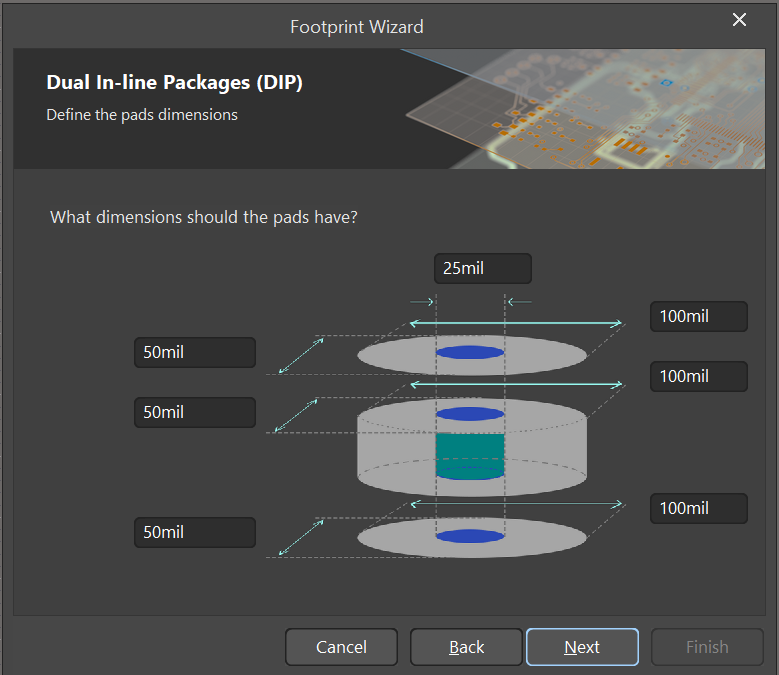 Footprint Wizard
Dual In-line Packages (DIP)
Define the pads dimensions
What dimensions should the pads have?
25mil
100mil
50mil
100mil
50mil
100mil
50mil
Cancel
Back
Next
Finish